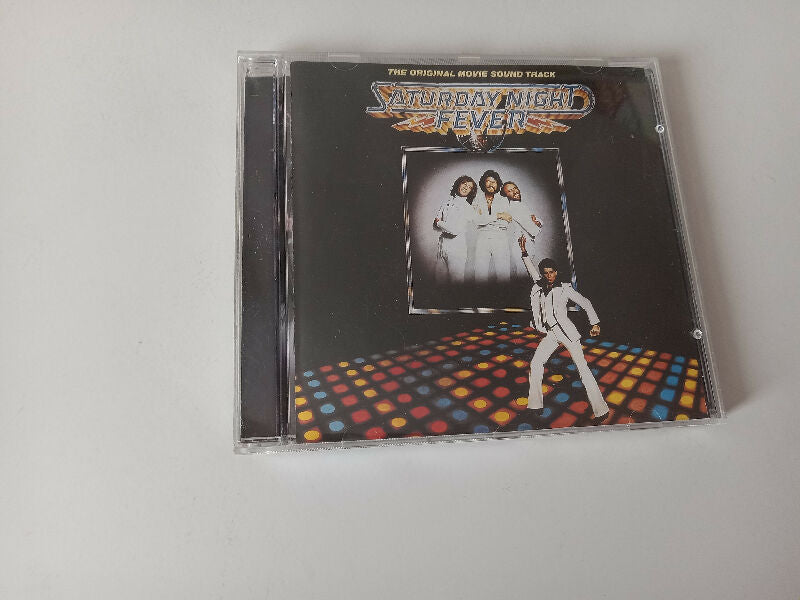 THE ORIGINAL MOVIE SOUND TRACK
SATURDAY NIGHT
FEVER